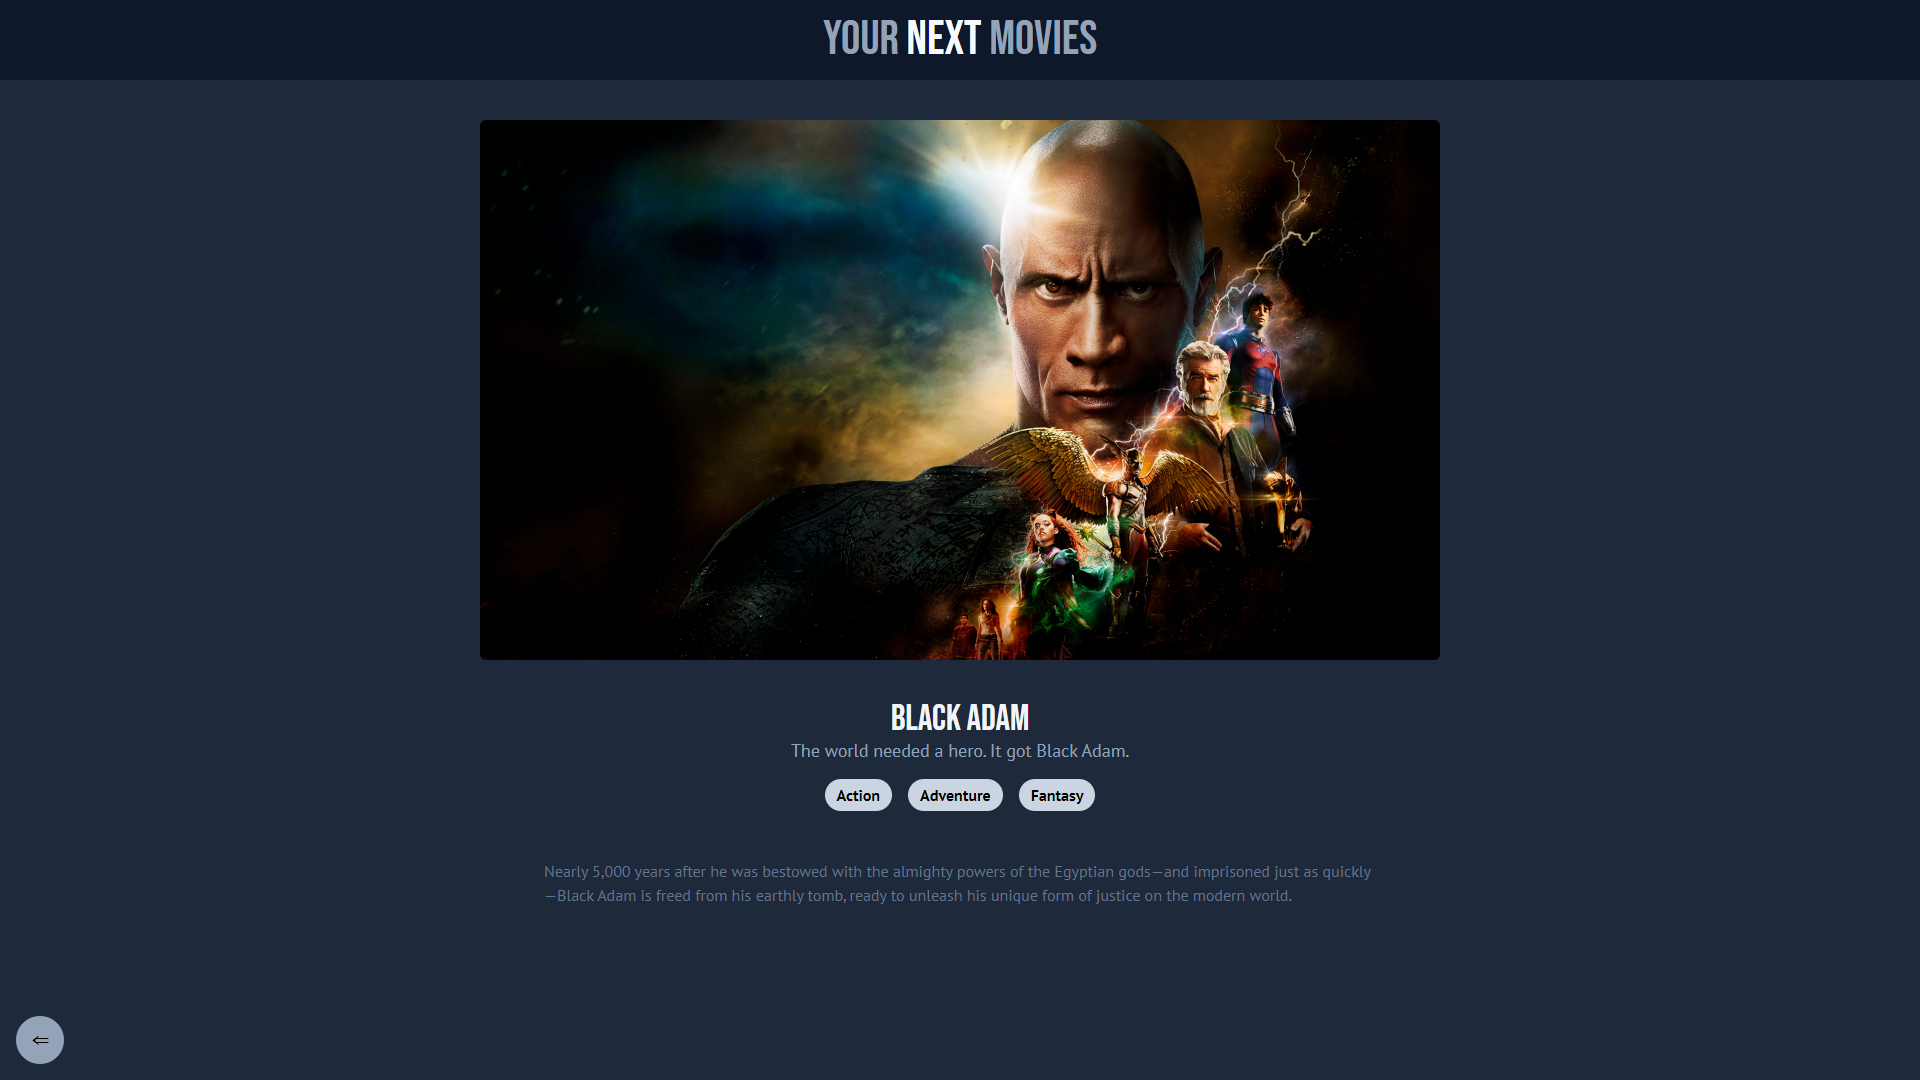 YOUR NEXT MOVIES
BLACK ADAM
The world needed a hero. It got Black Adam.
Action Adventure Fantasy
Nearly 5,000 years after he was bestowed with the almighty powers of the Egyptian gods—and imprisoned just as quickly
—Black Adam is freed from his earthly tomb, ready to unleash his unique form of justice on the modern world.
⇐